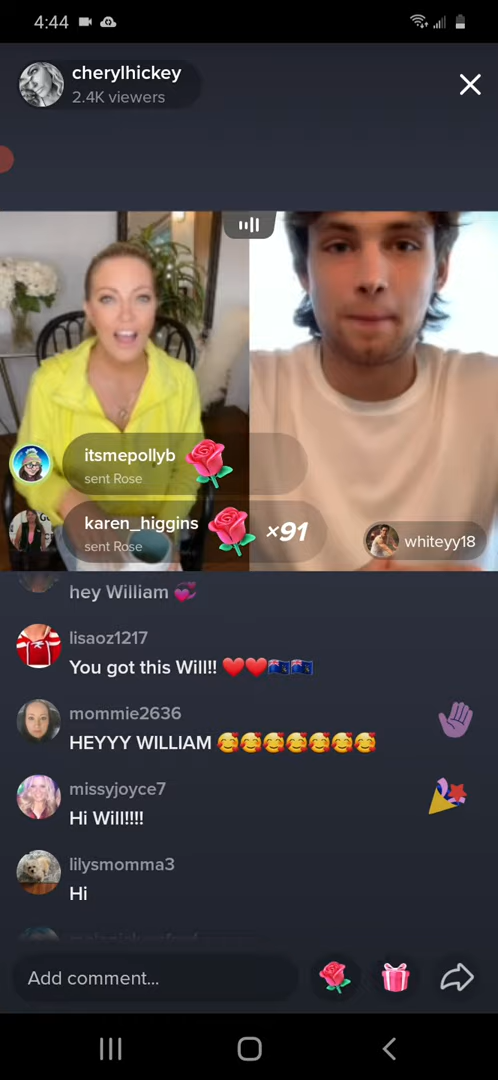 4:44
cherylhickey
2.4K viewers
itsmepollyb
sent Rose
karen_higgins
sent Rose
×91
whiteyy18
hey William 💞
lisaoz1217
You got this Will!! ❤️❤️🇦🇺🇦🇺
mommie2636
HEYYY WILLIAM 🥰🥰🥰🥰🥰🥰🥰
missyjoyce7
Hi Will!!!!
lilysmomma3
Hi
Add comment...